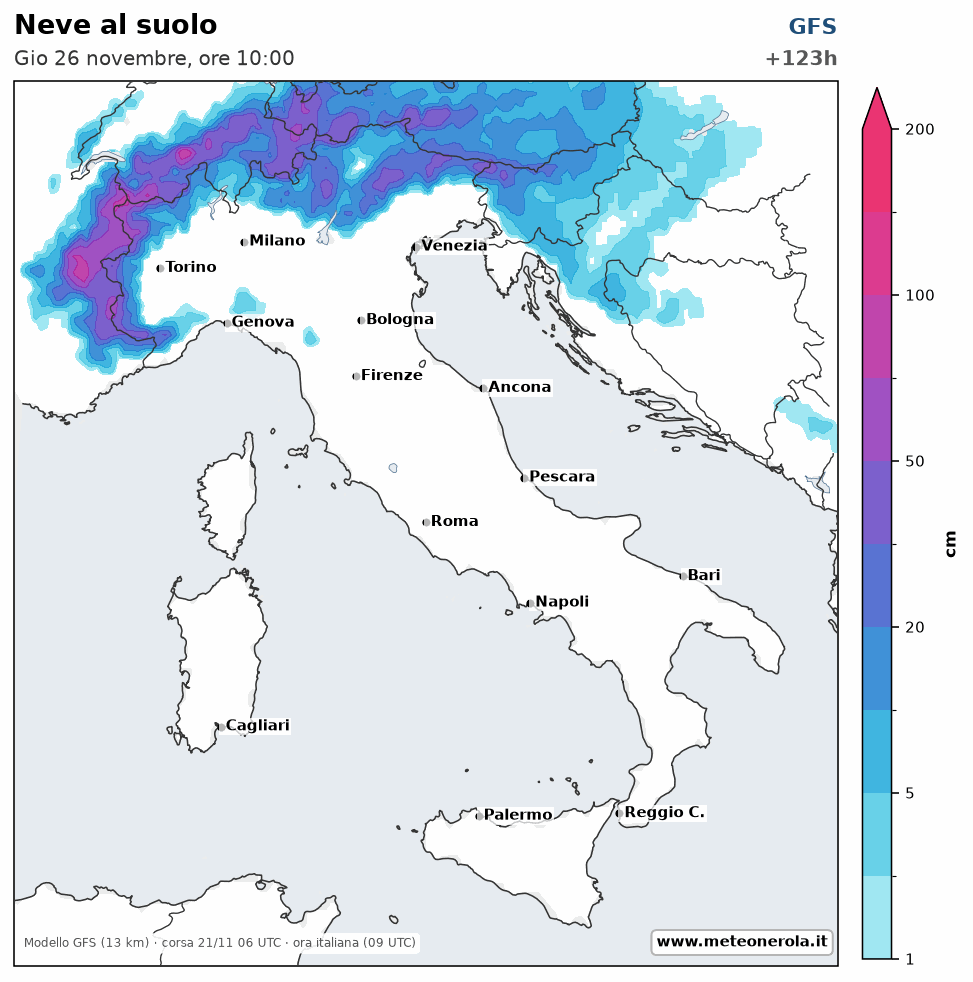 Neve al suolo
GFS
Gio 26 novembre, ore 10:00
+123h
200
100
50
20
5
1
cm
Milano
Venezia
Torino
Genova
Bologna
Firenze
Ancona
Pescara
Roma
Bari
Napoli
Cagliari
Palermo
Reggio C.
Modello GFS (13 km) · corsa 21/11 06 UTC · ora italiana (09 UTC)
www.meteonerola.it